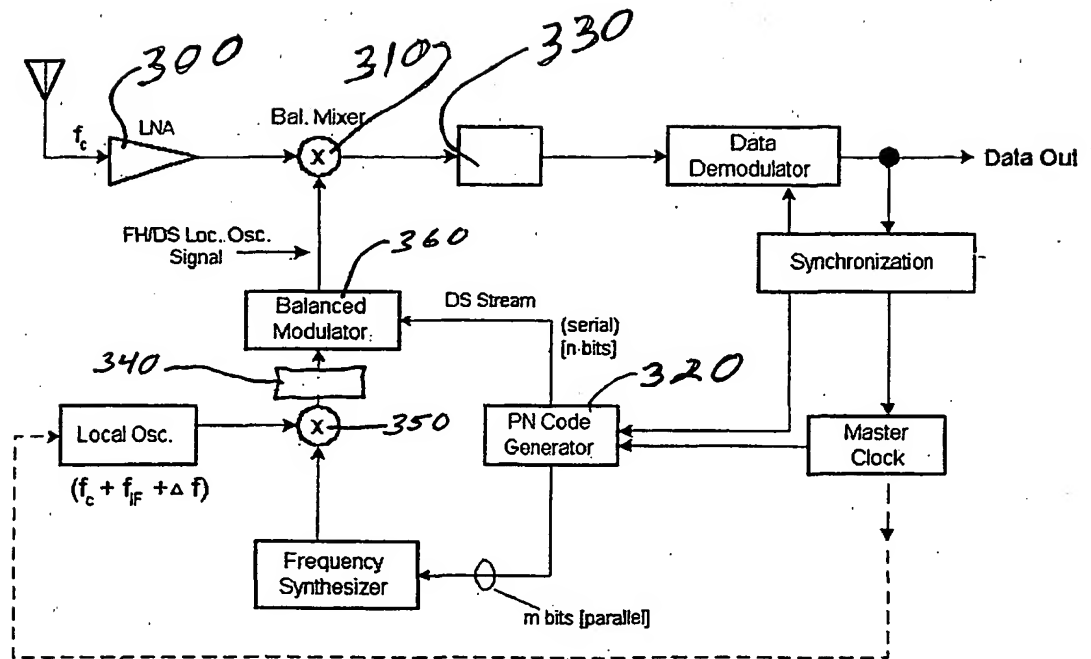 300
310
330
f_c
LNA
Bal. Mixer
X
Data
Demodulator
Data Out
FH/DS Loc. Osc.
Signal
360
Synchronization
Balanced
Modulator
DS Stream
(serial)
[n-bits]
340
320
Local Osc.
X
350
PN Code
Generator
Master
Clock
(f_c + f_IF + Δ f)
Frequency
Synthesizer
m bits [parallel]